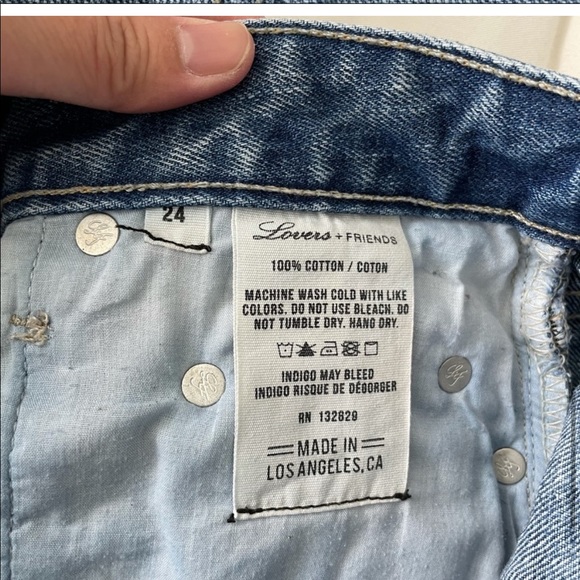 24
Lovers + FRIENDS
100% COTTON / COTON
MACHINE WASH COLD WITH LIKE
COLORS. DO NOT USE BLEACH. DO
NOT TUMBLE DRY. HANG DRY.
INDIGO MAY BLEED
INDIGO RISQUE DE DÉGORGER
RN 132829
MADE IN
LOS ANGELES, CA